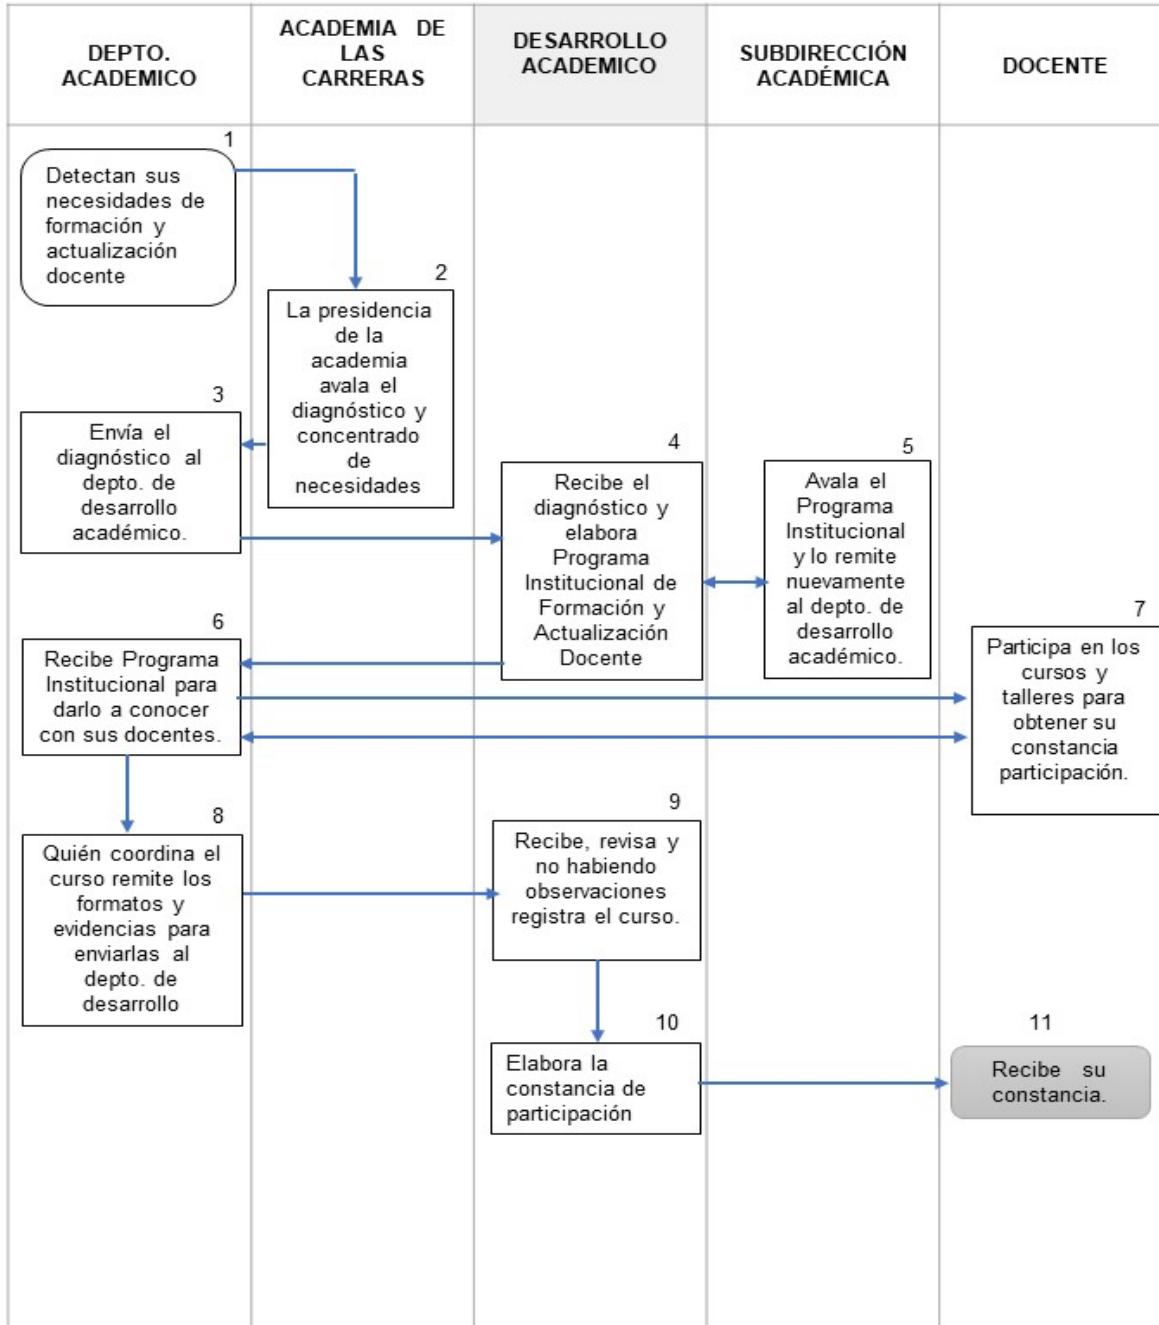 DEPTO.
ACADEMICO
ACADEMIA DE
LAS
CARRERAS
DESARROLLO
ACADEMICO
SUBDIRECCIÓN
ACADÉMICA
DOCENTE
1
Detectan sus
necesidades de
formación y
actualización
docente
2
La presidencia
de la
academia
avala el
diagnóstico y
concentrado
de
necesidades
3
Envía el
diagnóstico al
depto. de
desarrollo
académico.
4
Recibe el
diagnóstico y
elabora
Programa
Institucional de
Formación y
Actualización
Docente
5
Avala el
Programa
Institucional
y lo remite
nuevamente
al depto. de
desarrollo
académico.
6
Recibe Programa
Institucional para
darlo a conocer
con sus docentes.
7
Participa en los
cursos y
talleres para
obtener su
constancia
participación.
8
Quién coordina el
curso remite los
formatos y
evidencias para
enviarlas al
depto. de
desarrollo
9
Recibe, revisa y
no habiendo
observaciones
registra el curso.
10
Elabora la
constancia de
participación
11
Recibe su
constancia.